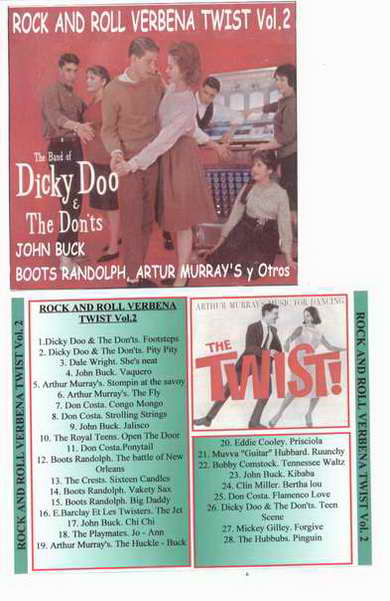 ROCK AND ROLL VERBENA TWIST Vol.2
The Band of
Dicky Doo
&
The Don'ts
JOHN BUCK
BOOTS RANDOLPH. ARTUR MURRAY'S y Otros
ROCK AND ROLL VERBENA TWIST Vol. 2
ROCK AND ROLL VERBENA
TWIST Vol.2
1.Dicky Doo & The Don'ts. Footsteps
2. Dicky Doo & The Don'ts. Pity Pity
3. Dale Wright. She's neat
4. John Buck. Vaquero
5. Arthur Murray's. Stompin at the savoy
6. Arthur Murray's. The Fly
7. Don Costa. Congo Mongo
8. Don Costa. Strolling Strings
9. John Buck. Jalisco
10. The Royal Teens. Open The Door
11. Don Costa.Ponytail
12. Boots Randolph. The battle of New
Orleans
13. The Crests. Sixteen Candles
14. Boots Randolph. Vakety Sax
15. Boots Randolph. Big Daddy
16. E.Barclay Et Les Twisters. The Jet
17. John Buck. Chi Chi
18. The Playmates. Jo - Ann
19. Arthur Murray's. The Huckle - Buck
ARTHUR MURRAY'S MUSIC FOR DANCING
THE
TWIST!
20. Eddie Cooley. Prisciola
21. Muvva "Guitar" Hubbard. Ruunchy
22. Bobby Comstock. Tennessee Waltz
23. John Buck. Kibaba
24. Clin Miller. Bertha lou
25. Don Costa. Flamenco Love
26. Dicky Doo & The Don'ts. Teen
Scene
27. Mickey Gilley. Forgive
28. The Hubbubs. Pinguin
ROCK AND ROLL VERBENA TWIST Vol.2